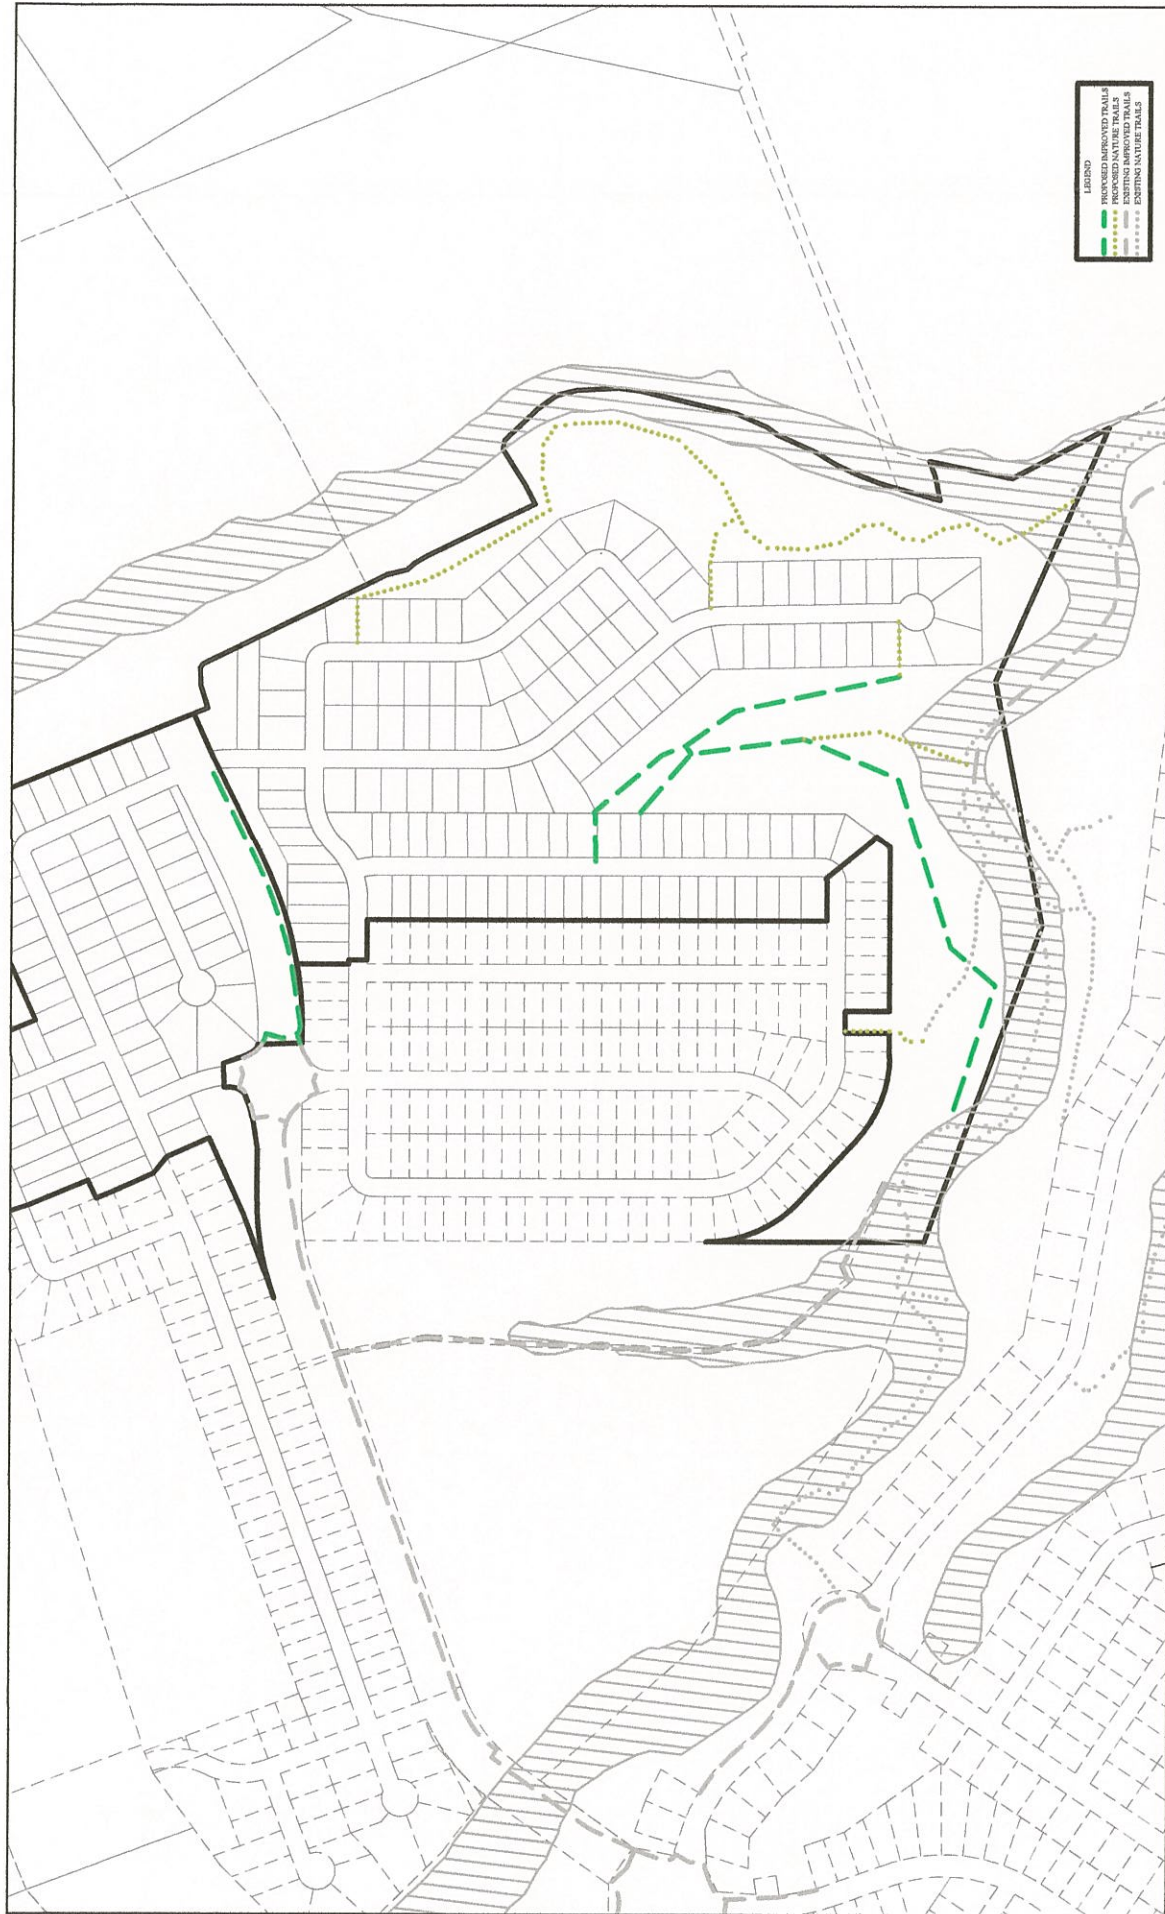 LEGEND
PROPOSED IMPROVED TRAILS
PROPOSED NATURE TRAILS
EXISTING IMPROVED TRAILS
EXISTING NATURE TRAILS